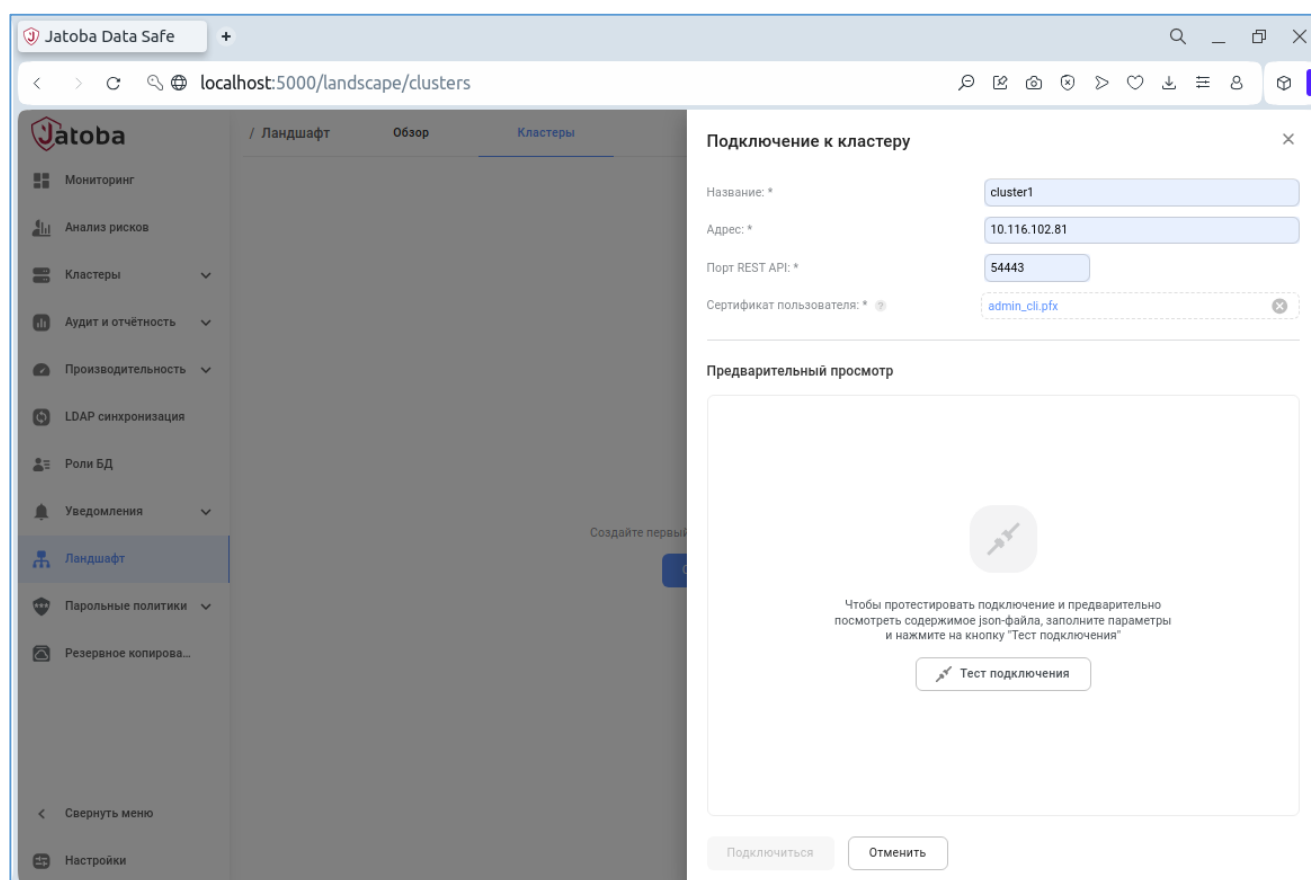 Jatoba Data Safe
localhost:5000/landscape/clusters
Jatoba
Мониторинг
Анализ рисков
Кластеры
Аудит и отчётность
Производительность
LDAP синхронизация
Роли БД
Уведомления
Ландшафт
Парольные политики
Резервное копирова...
Свернуть меню
Настройки
/ Ландшафт Обзор Кластеры
Создайте первый
Подключение к кластеру
Название: * cluster1
Адрес: * 10.116.102.81
Порт REST API: * 54443
Сертификат пользователя: * ? admin_cli.pfx
Предварительный просмотр
Чтобы протестировать подключение и предварительно
посмотреть содержимое json-файла, заполните параметры
и нажмите на кнопку "Тест подключения"
Тест подключения
Подключиться Отменить